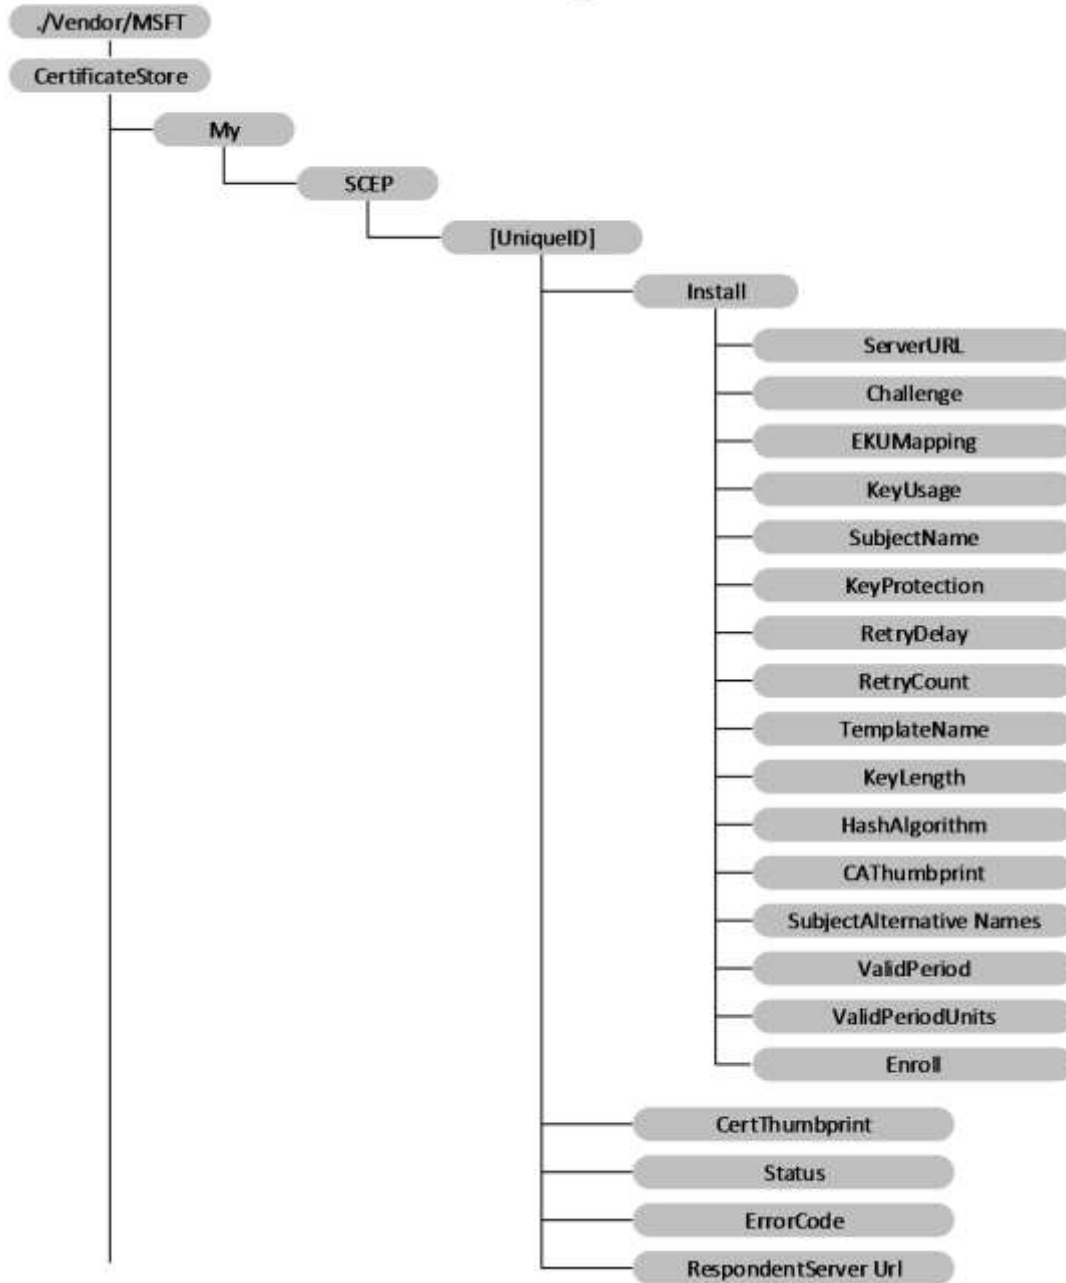 ./Vendor/MSFT
CertificateStore
My
SCEP
[UniqueID]
Install
ServerURL
Challenge
EKUMapping
KeyUsage
SubjectName
KeyProtection
RetryDelay
RetryCount
TemplateName
KeyLength
HashAlgorithm
CAThumbprint
SubjectAlternative Names
ValidPeriod
ValidPeriodUnits
Enroll
CertThumbprint
Status
ErrorCode
RespondentServer Url